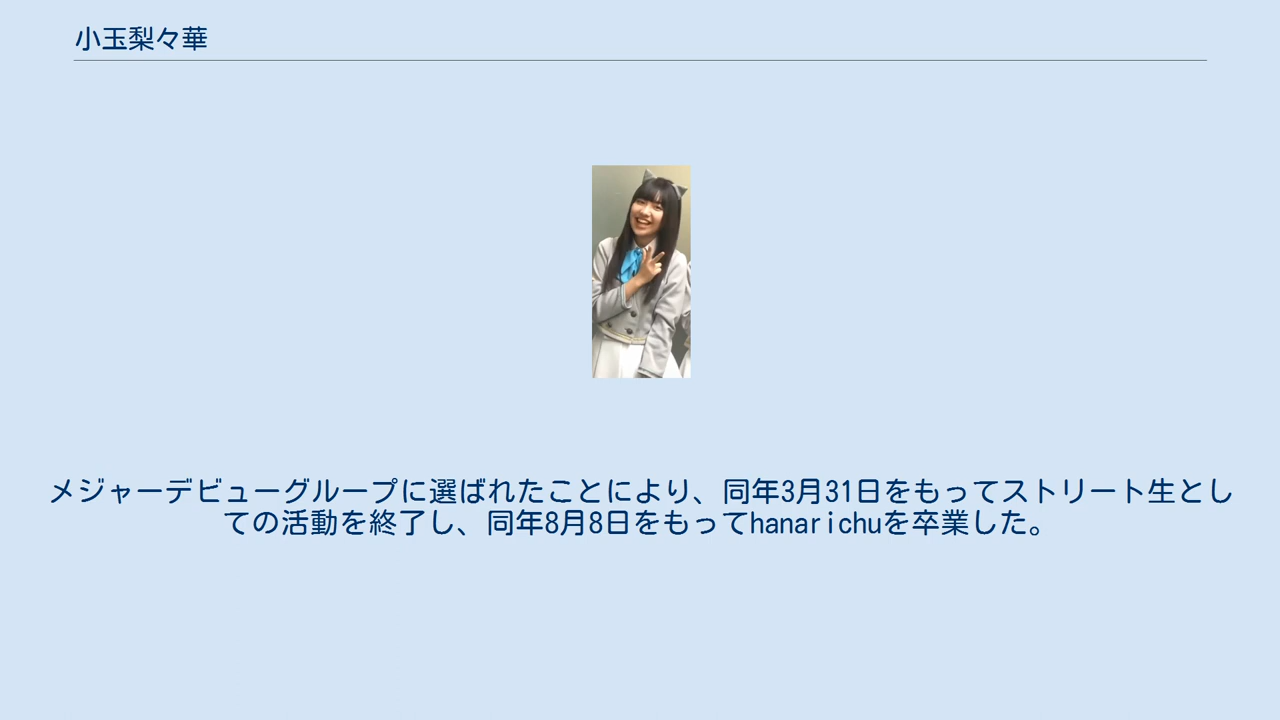 小玉梨々華
メジャーデビューグループに選ばれたことにより、同年3月31日をもってストリート生とし
ての活動を終了し、同年8月8日をもってhanarichuを卒業した。